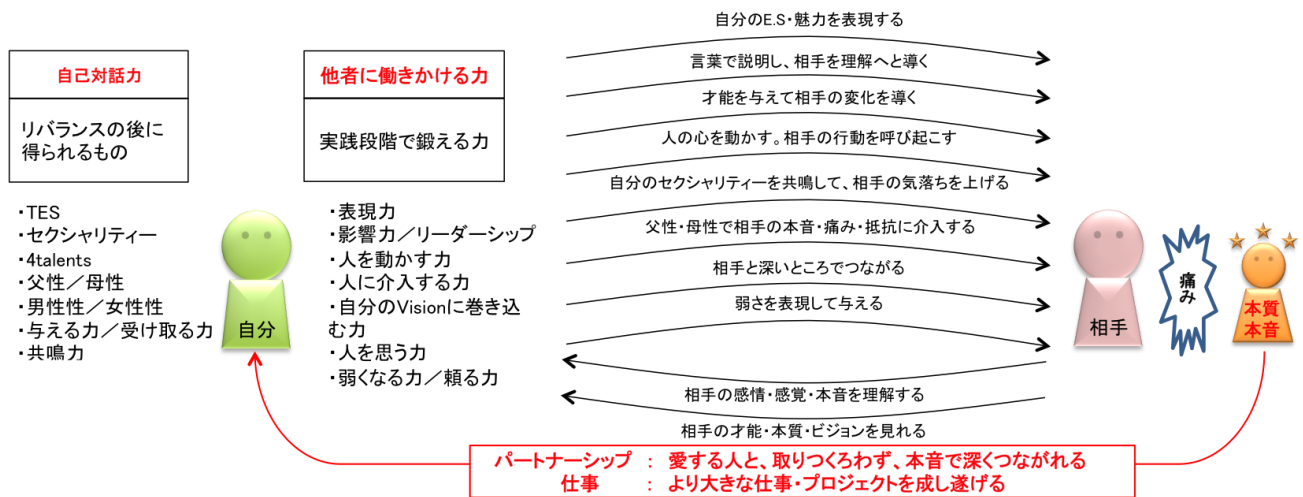 自己対話力
リバランスの後に
得られるもの
・TES
・セクシャリティー
・4talents
・父性／母性
・男性性／女性性
・与える力／受け取る力
・共鳴力
自分
他者に働きかける力
実践段階で鍛える力
・表現力
・影響力／リーダーシップ
・人を動かす力
・人に介入する力
・自分のVisionに巻き込
む力
・人を思う力
・弱くなる力／頼る力
自分のE.S・魅力を表現する
言葉で説明し、相手を理解へと導く
才能を与えて相手の変化を導く
人の心を動かす。相手の行動を呼び起こす
自分のセクシャリティーを共鳴して、相手の気落ちを上げる
父性・母性で相手の本音・痛み・抵抗に介入する
相手と深いところでつながる
弱さを表現して与える
相手の感情・感覚・本音を理解する
相手の才能・本質・ビジョンを見れる
相手
痛み
本質
本音
パートナーシップ ： 愛する人と、取りつくろわず、本音で深くつながれる
仕事 ： より大きな仕事・プロジェクトを成し遂げる